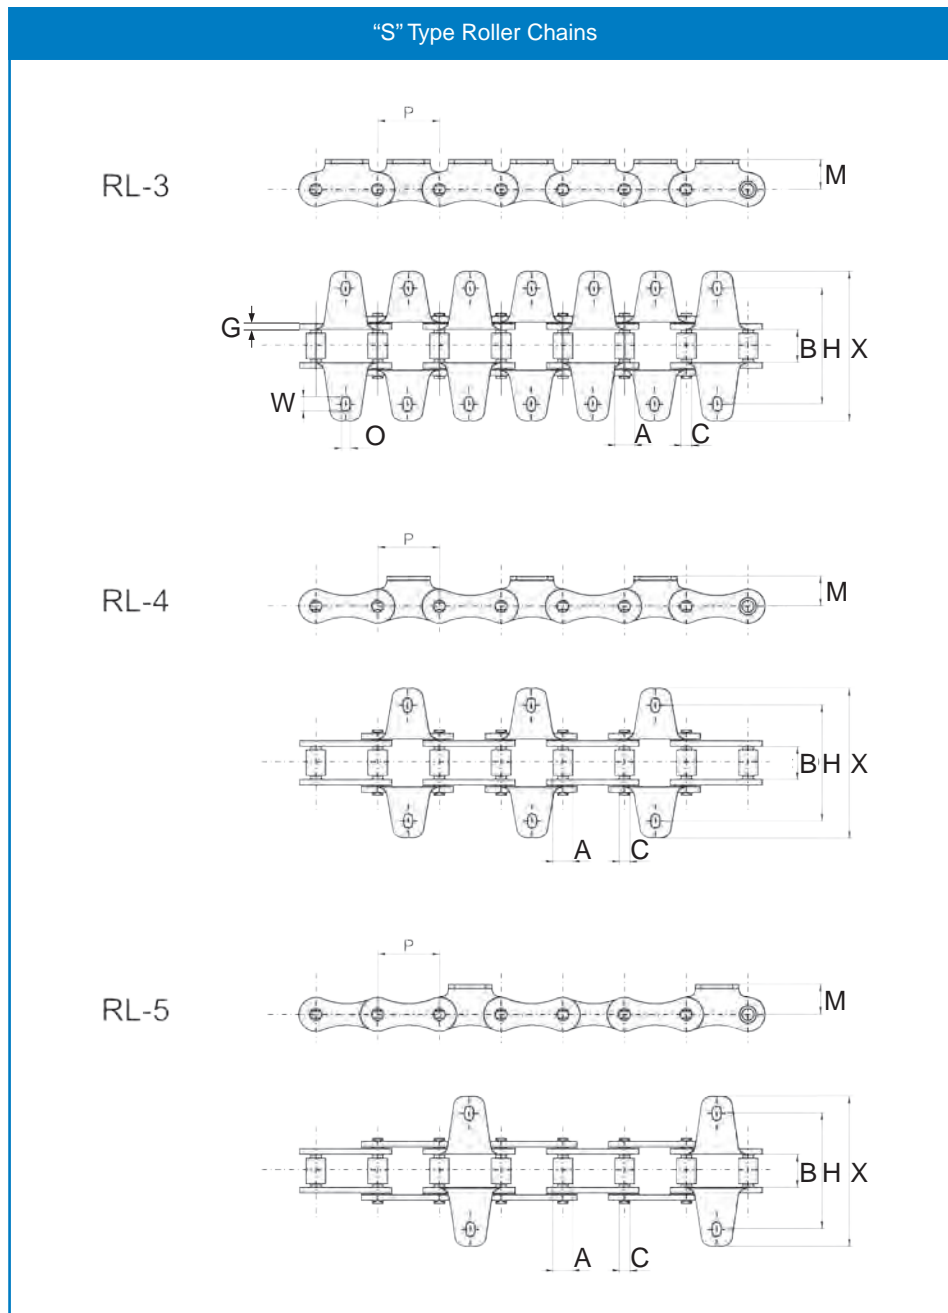 “S” Type Roller Chains
P
RL-3
M
G
B H X
W
O
A C
P
RL-4
M
B H X
A C
P
RL-5
M
B H X
A C